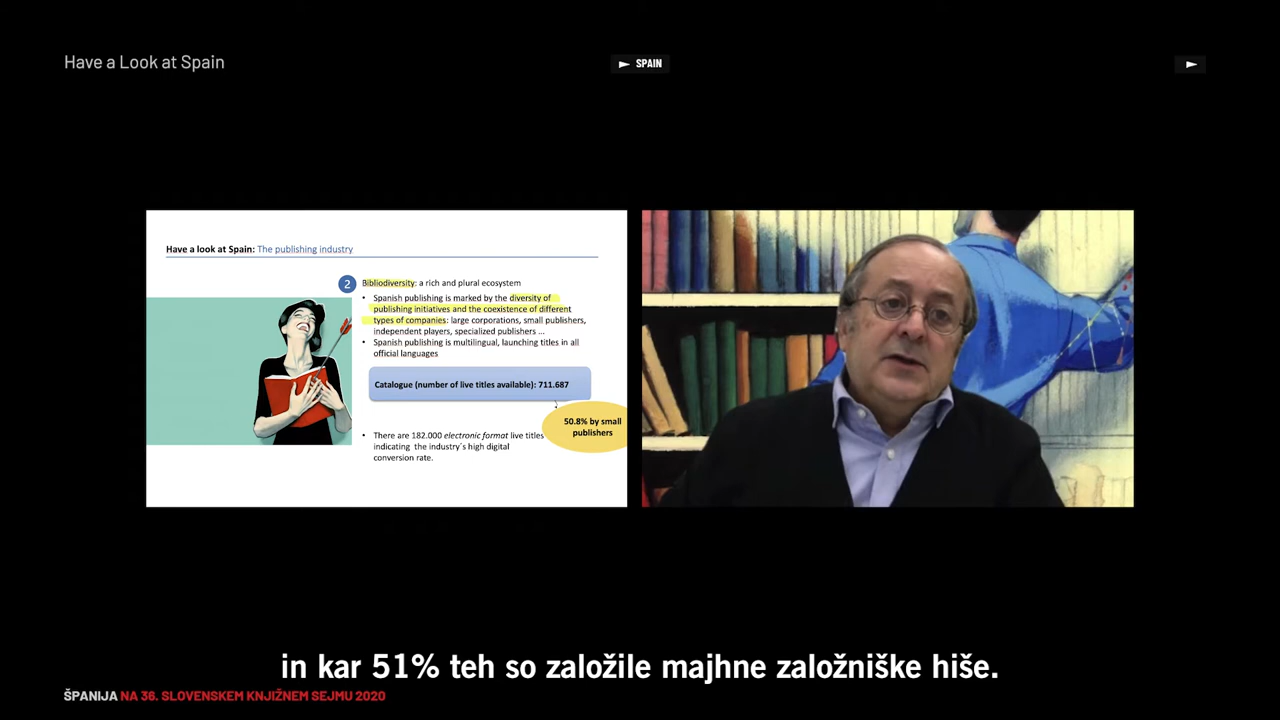 Have a Look at Spain
SPAIN
Have a look at Spain: The publishing industry
2
Bibliodiversity: a rich and plural ecosystem
• Spanish publishing is marked by the diversity of
publishing initiatives and the coexistence of different
types of companies: large corporations, small publishers,
independent players, specialized publishers ...
• Spanish publishing is multilingual, launching titles in all
official languages
Catalogue (number of live titles available): 711.687
50.8% by small
publishers
• There are 182.000 electronic format live titles
indicating the industry´s high digital
conversion rate.
in kar 51% teh so založile majhne založniške hiše.
ŠPANIJA NA 36. SLOVENSKEM KNJIŽNEM SEJMU 2020